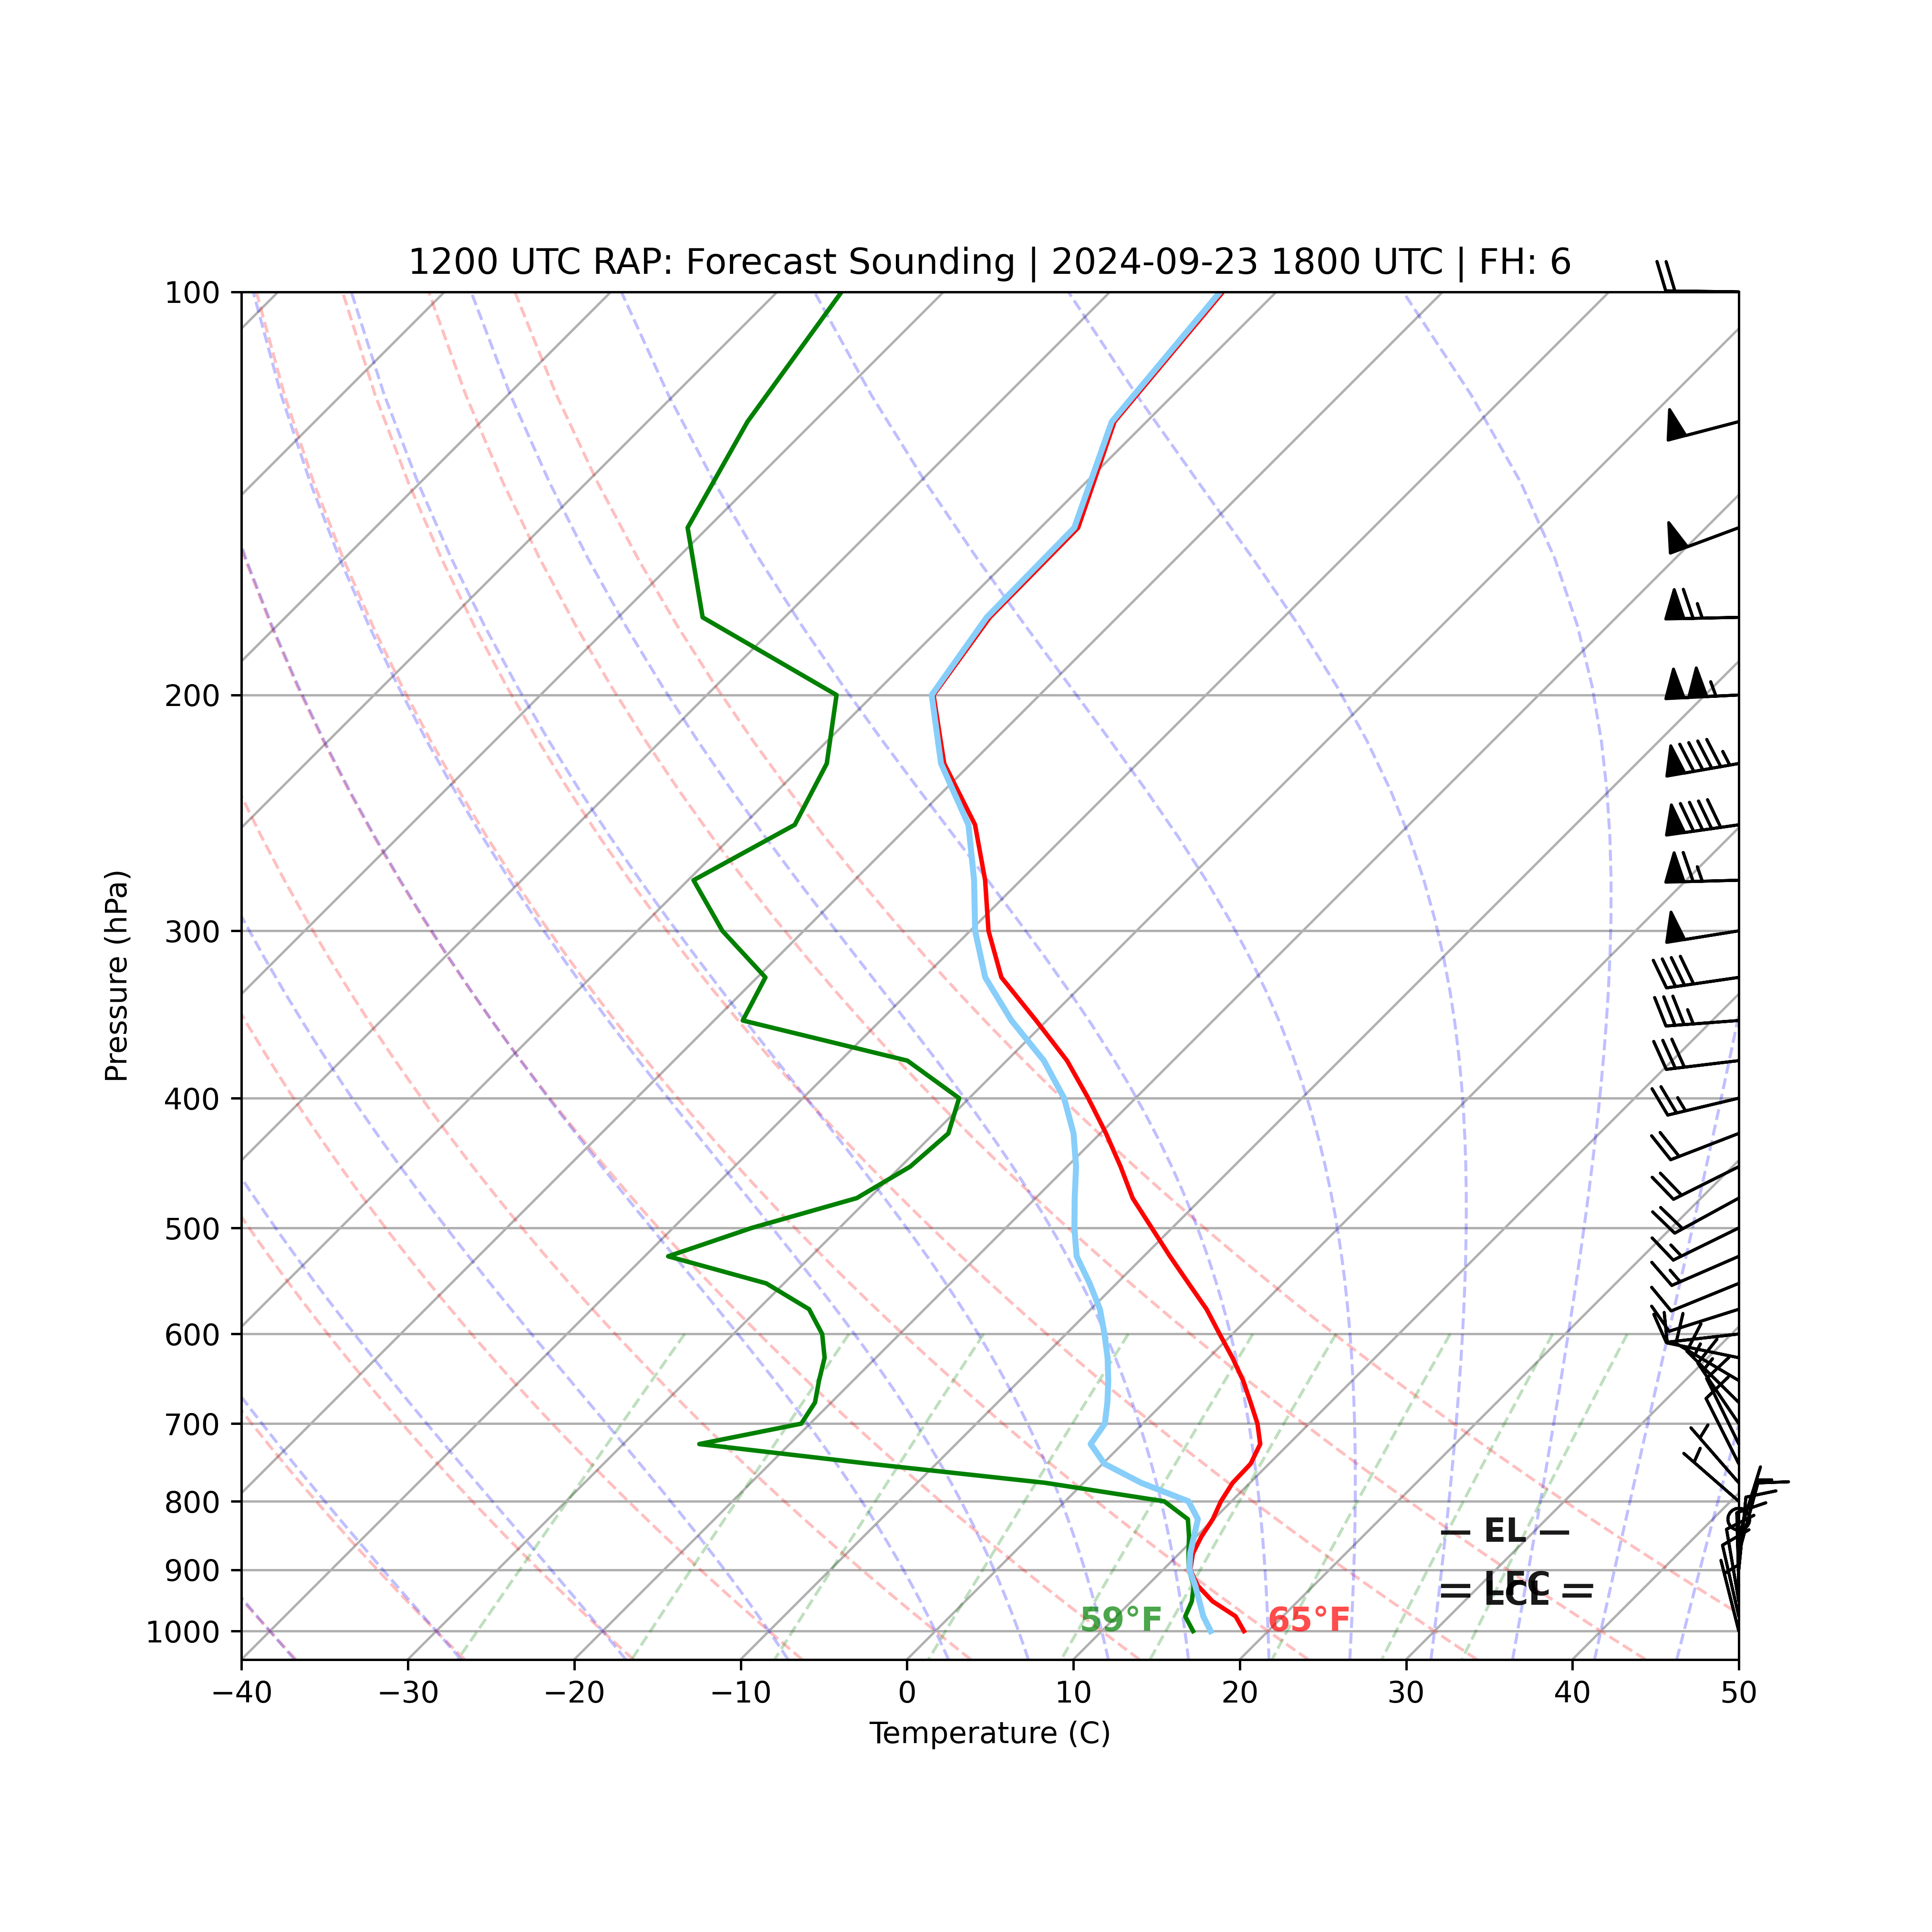 1200 UTC RAP: Forecast Sounding | 2024-09-23 1800 UTC | FH: 6
100
200
300
400
500
600
700
800
900
1000
Pressure (hPa)
— EL —
— LFC —
— LCL —
59°F
65°F
−40 −30 −20 −10 0 10 20 30 40 50
Temperature (C)